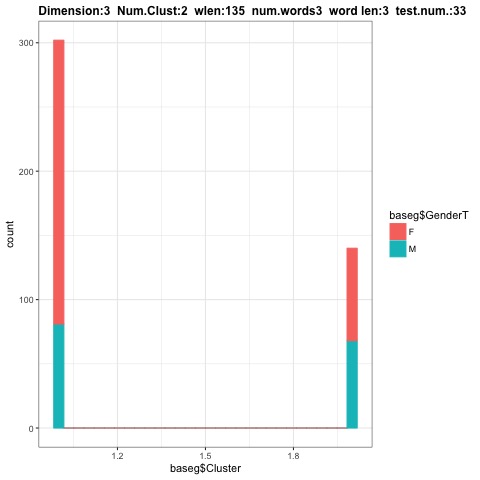 Dimension:3 Num.Clust:2 wlen:135 num.words3 word len:3 test.num.:33
300
200
100
0
count
1.2 1.5 1.8
baseg$Cluster
baseg$GenderT
F
M